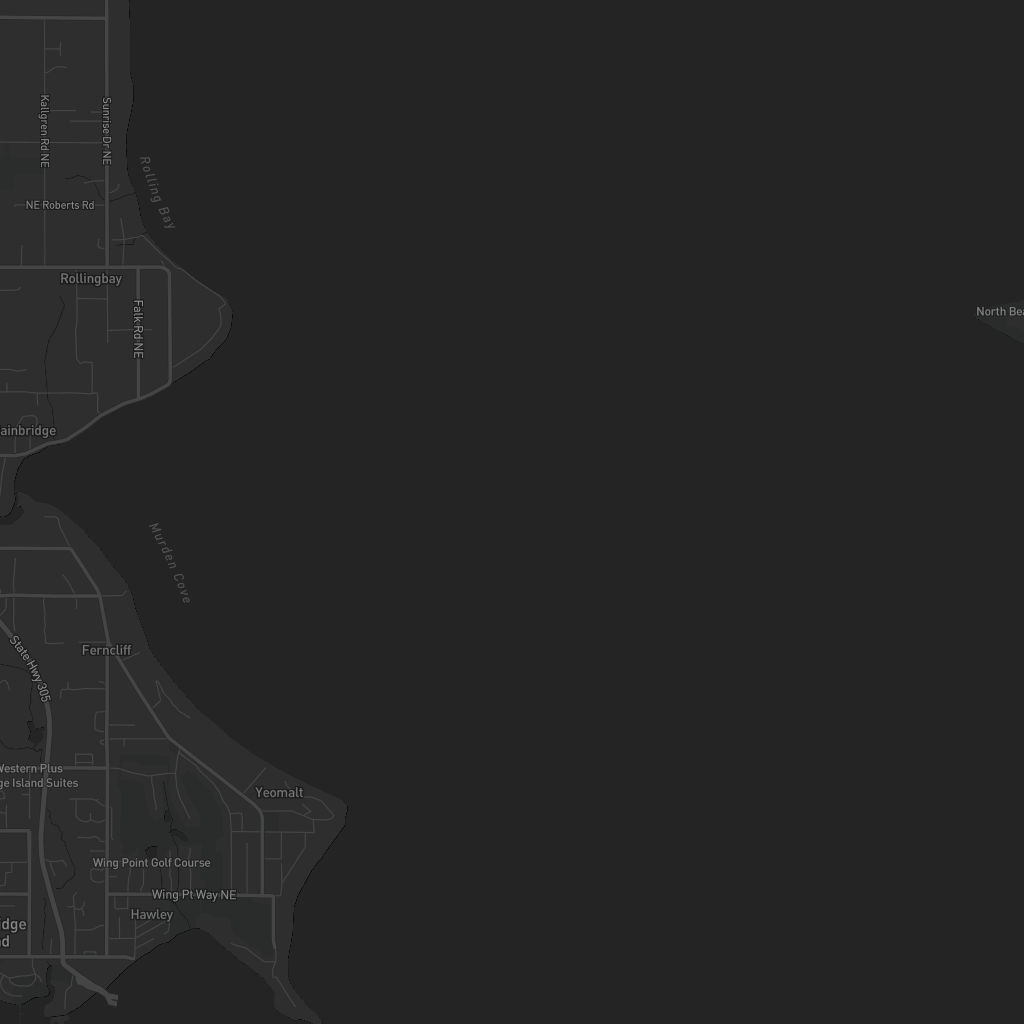 Kallgren Rd NE
Sunrise Dr NE
Rolling Bay
NE Roberts Rd
Rollingbay
Falk Rd NE
North Bea
ainbridge
Murden Cove
Ferncliff
State Hwy 305
Western Plus
ge Island Suites
Yeomalt
Wing Point Golf Course
Wing Pt Way NE
Hawley
idge
nd